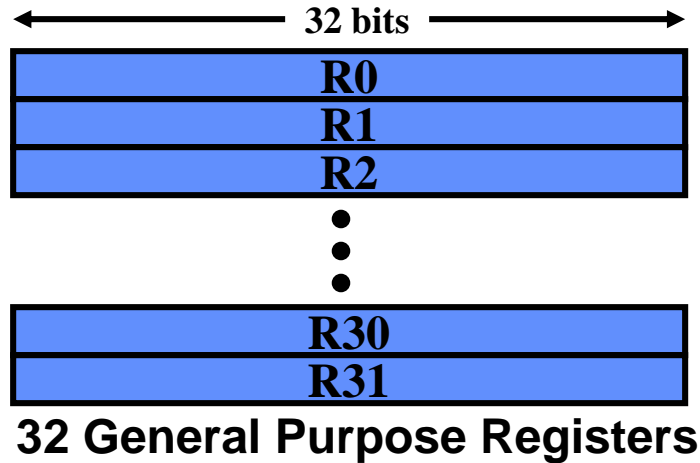 32 bits
R0
R1
R2
R30
R31
32 General Purpose Registers